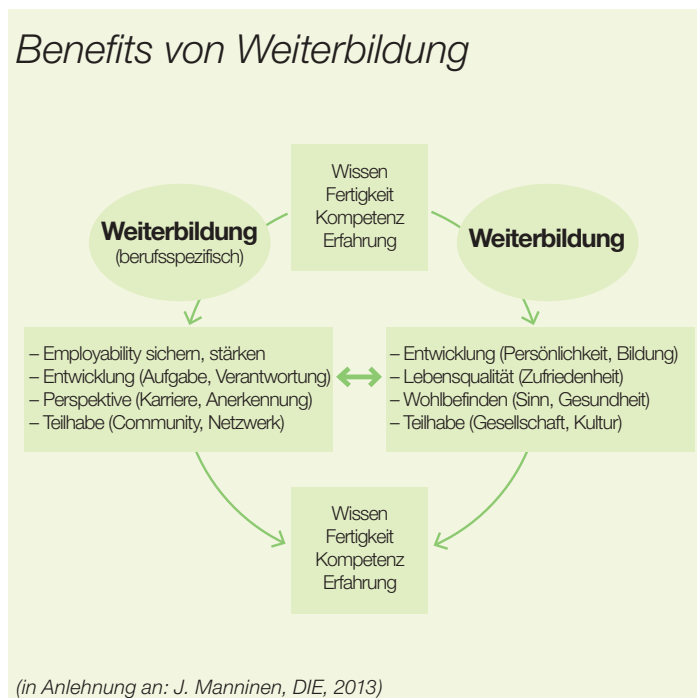 Benefits von Weiterbildung
Wissen
Fertigkeit
Kompetenz
Erfahrung
Weiterbildung
(berufsspezifisch)
Weiterbildung
– Employability sichern, stärken
– Entwicklung (Aufgabe, Verantwortung)
– Perspektive (Karriere, Anerkennung)
– Teilhabe (Community, Netzwerk)
– Entwicklung (Persönlichkeit, Bildung)
– Lebensqualität (Zufriedenheit)
– Wohlbefinden (Sinn, Gesundheit)
– Teilhabe (Gesellschaft, Kultur)
Wissen
Fertigkeit
Kompetenz
Erfahrung
(in Anlehnung an: J. Manninen, DIE, 2013)